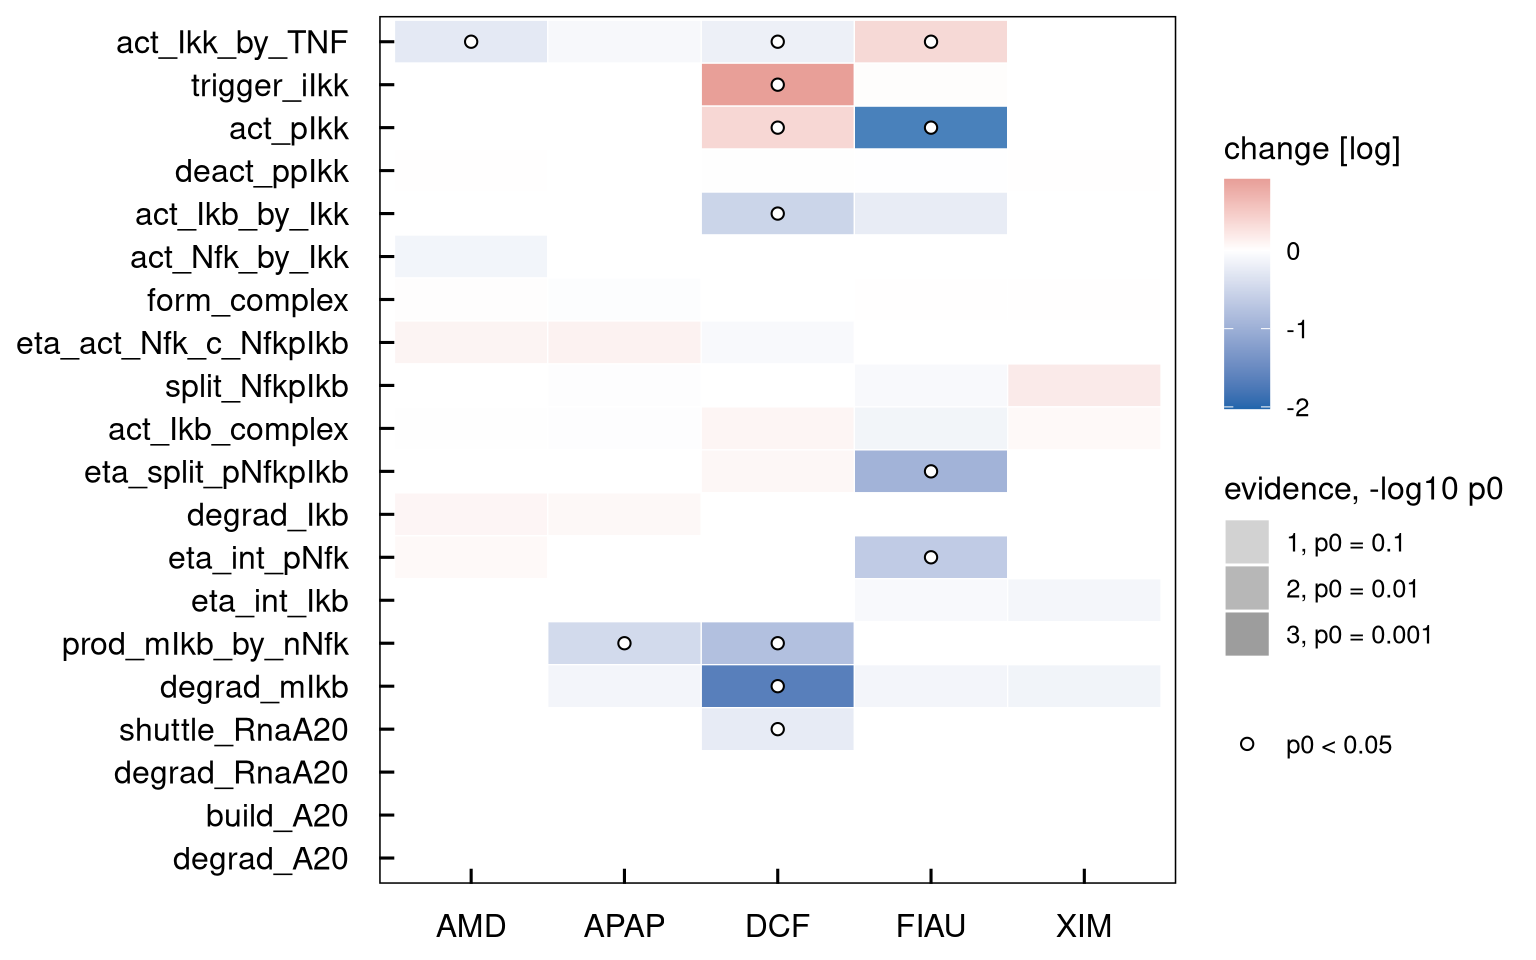 act_Ikk_by_TNF
trigger_iIkk
act_pIkk
deact_ppIkk
act_Ikb_by_Ikk
act_Nfk_by_Ikk
form_complex
eta_act_Nfk_c_NfkpIkb
split_NfkpIkb
act_Ikb_complex
eta_split_pNfkpIkb
degrad_Ikb
eta_int_pNfk
eta_int_Ikb
prod_mIkb_by_nNfk
degrad_mIkb
shuttle_RnaA20
degrad_RnaA20
build_A20
degrad_A20
AMD APAP DCF FIAU XIM
change [log]
0
-1
-2
evidence, -log10 p0
1, p0 = 0.1
2, p0 = 0.01
3, p0 = 0.001
p0 < 0.05